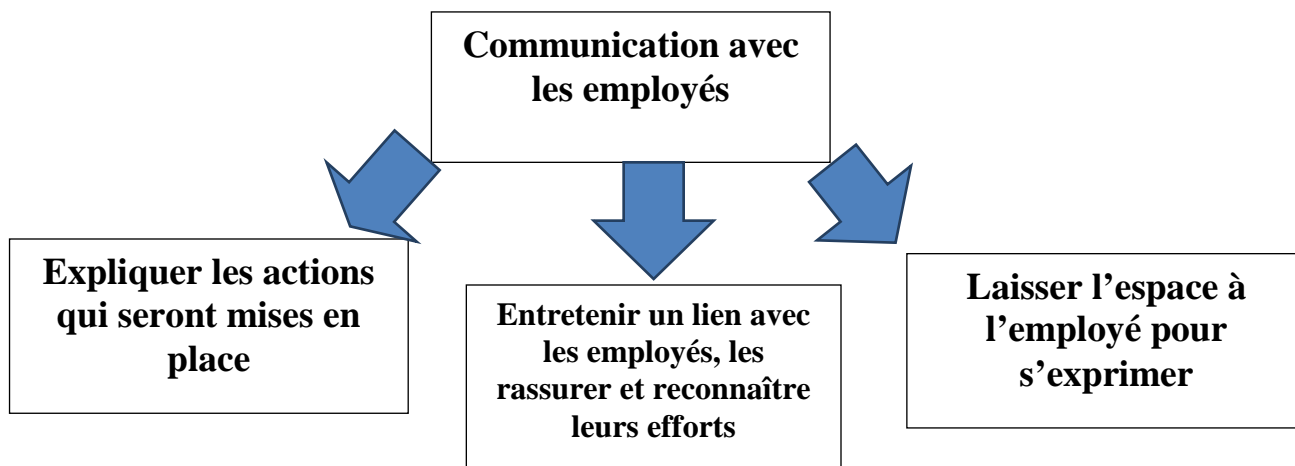 Communication avec
les employés
Expliquer les actions
qui seront mises en
place
Entretenir un lien avec
les employés, les
rassurer et reconnaître
leurs efforts
Laisser l’espace à
l’employé pour
s’exprimer